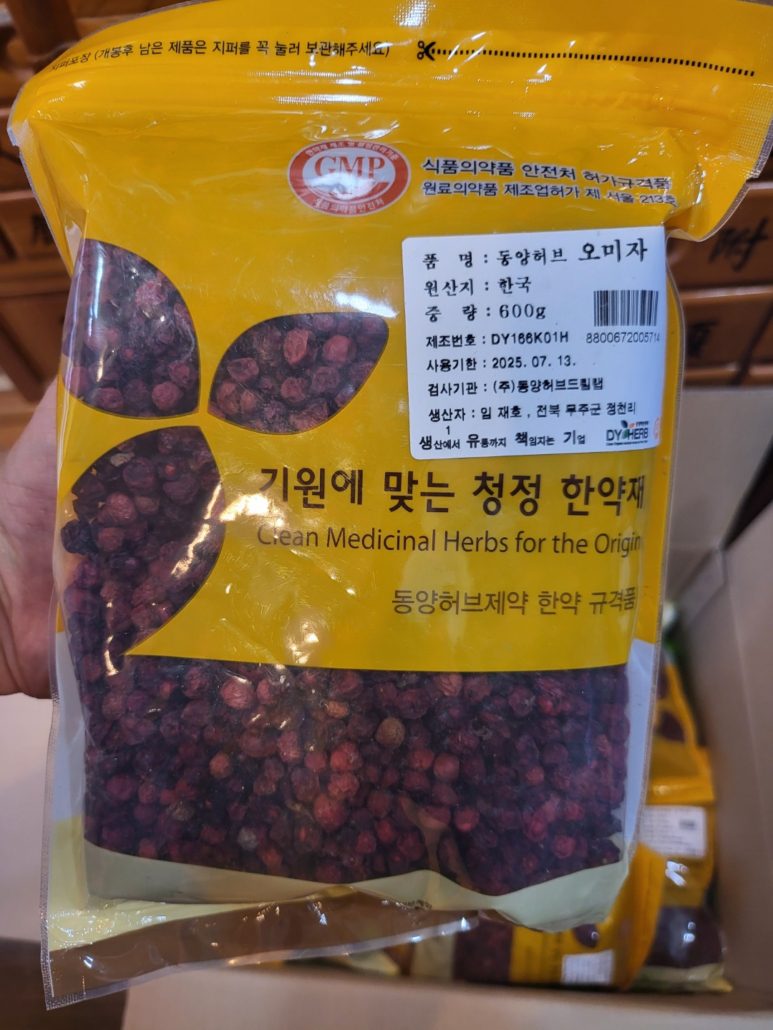 지퍼포장 (개봉후 남은 제품은 지퍼를 꼭 눌러 보관해주세요)
GMP
식품의약품 안전처 허가규격품
원료의약품 제조업허가 제 서울 213호
품 명 : 동양허브 오미자
원산지 : 한국
중 량 : 600g
제조번호 : DY166K01H
8800672005714
사용기한 : 2025. 07. 13.
검사기관 : (주)동양허브드림랩
생산자 : 임 재호 , 전북 무주군 정천리
1
생산에서 유통까지 책임지는 기업
DY HERB
기원에 맞는 청정 한약재
Clean Medicinal Herbs for the Origin
동양허브제약 한약 규격품